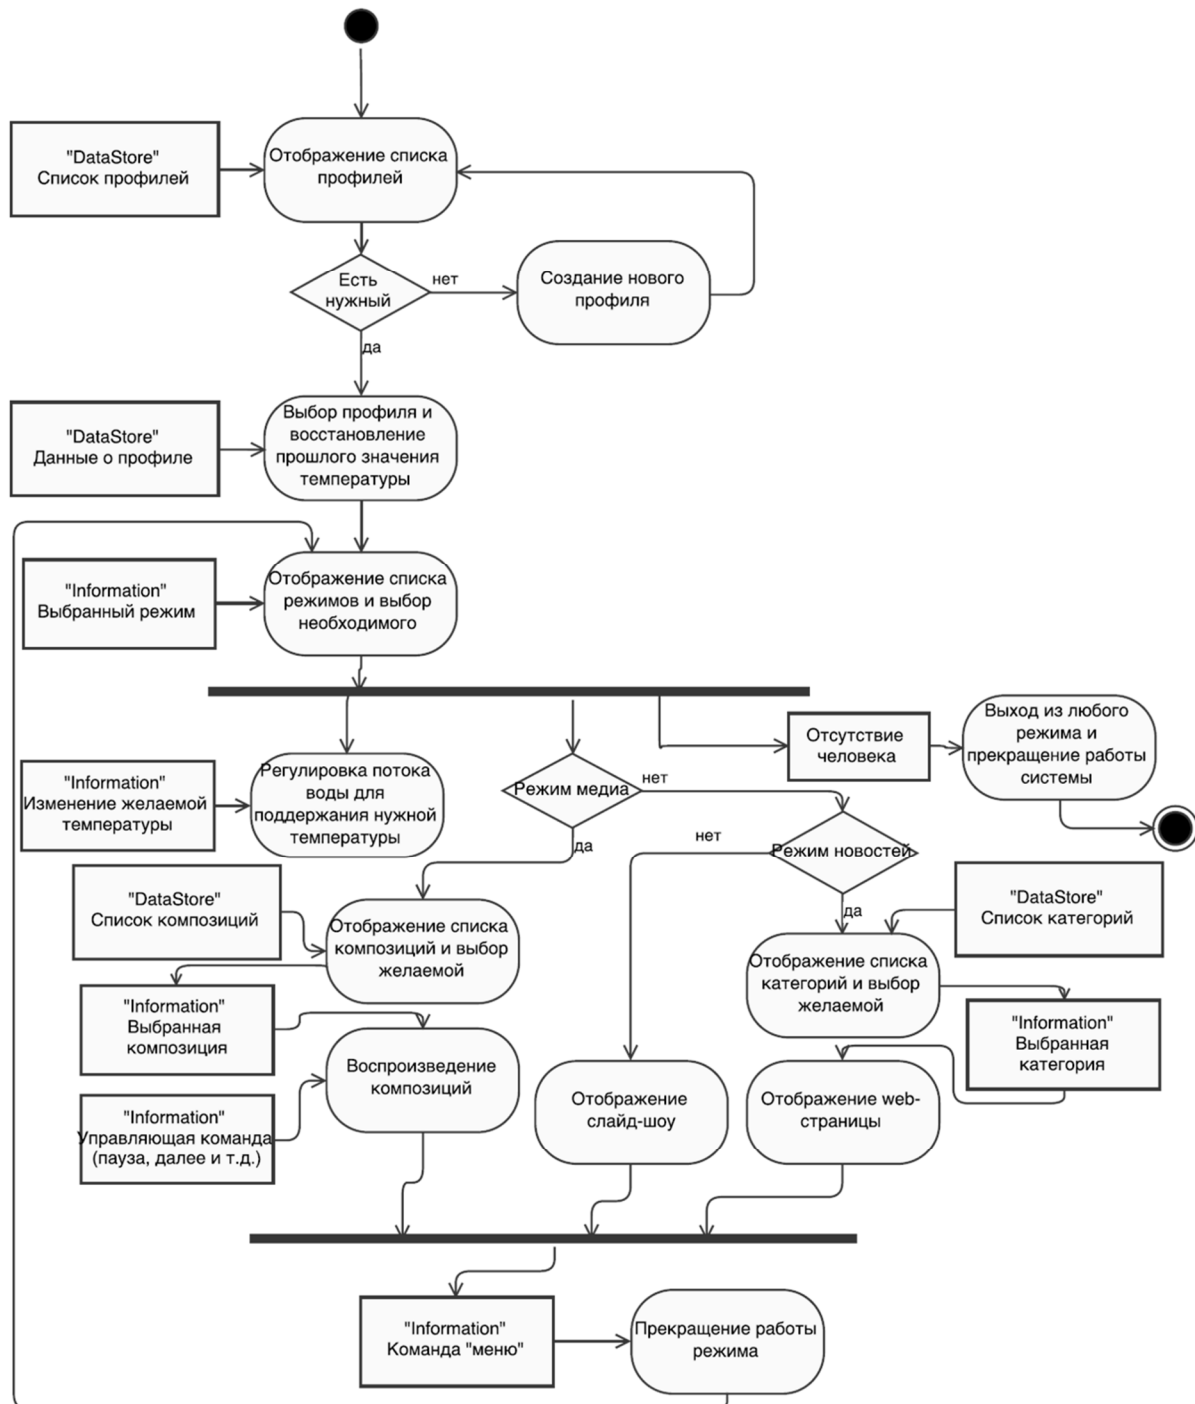 "DataStore"
Список профилей
Отображение списка
профилей
Есть
нужный
нет
Создание нового
профиля
да
"DataStore"
Данные о профиле
Выбор профиля и
восстановление
прошлого значения
температуры
"Information"
Выбранный режим
Отображение списка
режимов и выбор
необходимого
Отсутствие
человека
Выход из любого
режима и
прекращение работы
системы
"Information"
Изменение желаемой
температуры
Регулировка потока
воды для
поддержания нужной
температуры
Режим медиа
нет
да
нет
Режим новостей
да
"DataStore"
Список композиций
Отображение списка
композиций и выбор
желаемой
"DataStore"
Список категорий
Отображение списка
категорий и выбор
желаемой
"Information"
Выбранная
композиция
"Information"
Выбранная
категория
Воспроизведение
композиций
Отображение
слайд-шоу
Отображение web-
страницы
"Information"
Управляющая команда
(пауза, далее и т.д.)
"Information"
Команда "меню"
Прекращение работы
режима